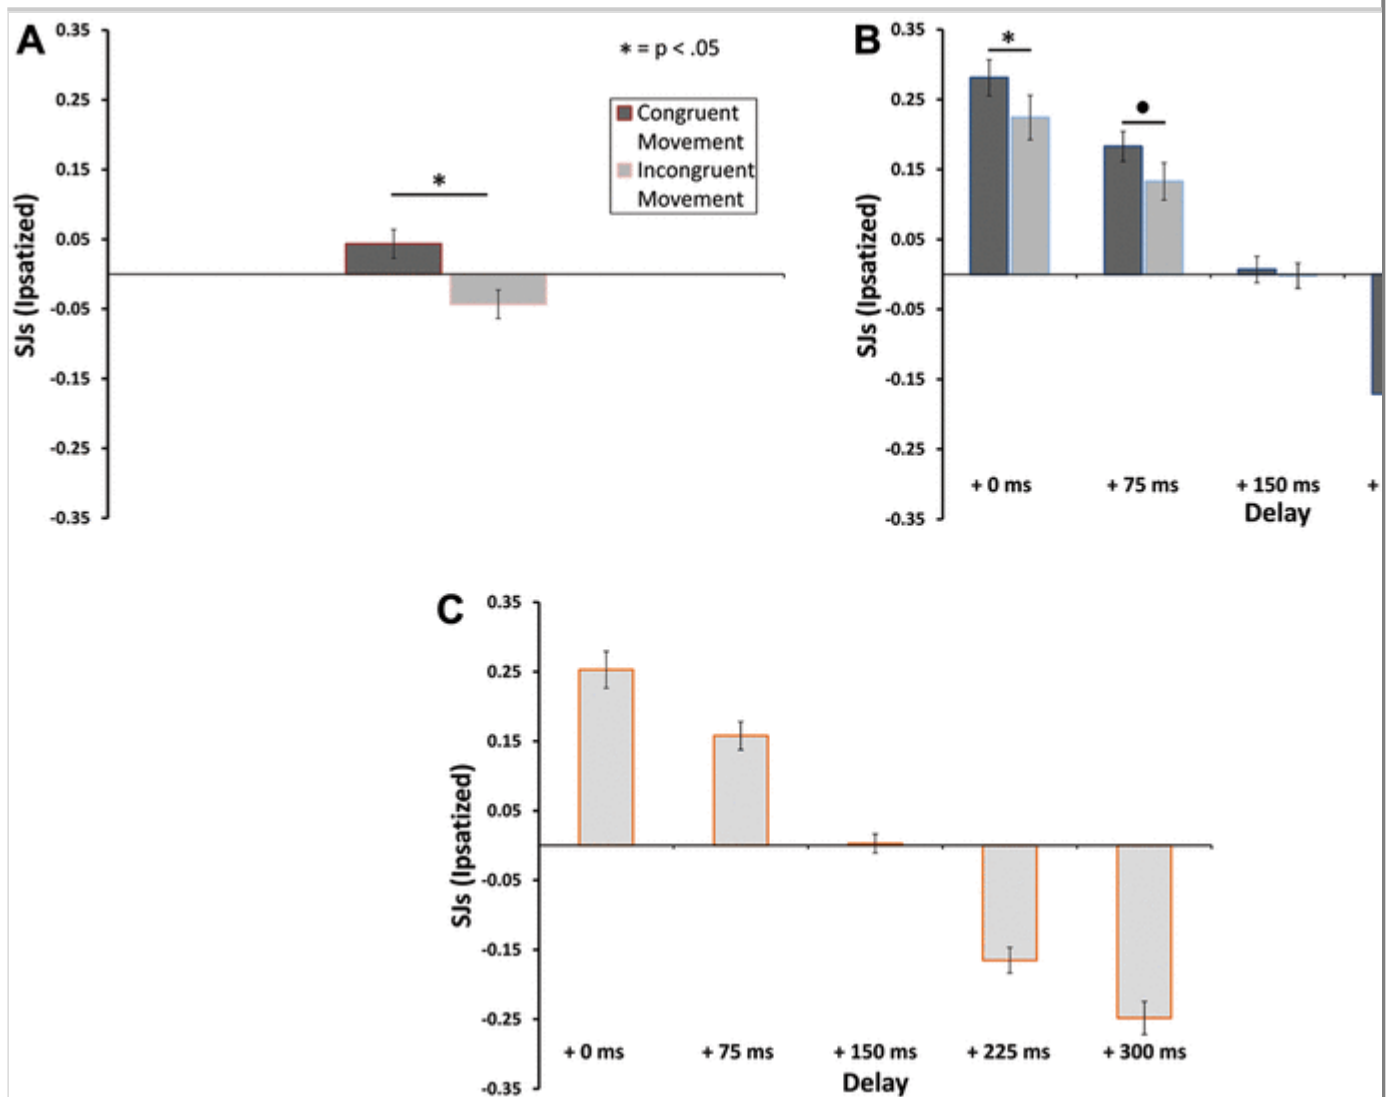 A
0.35
0.25
0.15
0.05
-0.05
-0.15
-0.25
-0.35
SJs (Ipsatized)
* = p < .05
Congruent
Movement
Incongruent
Movement
*
B
0.35
0.25
0.15
0.05
-0.05
-0.15
-0.25
-0.35
SJs (Ipsatized)
*
•
+ 0 ms + 75 ms + 150 ms +
Delay
C
0.35
0.25
0.15
0.05
-0.05
-0.15
-0.25
-0.35
SJs (Ipsatized)
+ 0 ms + 75 ms + 150 ms + 225 ms + 300 ms
Delay